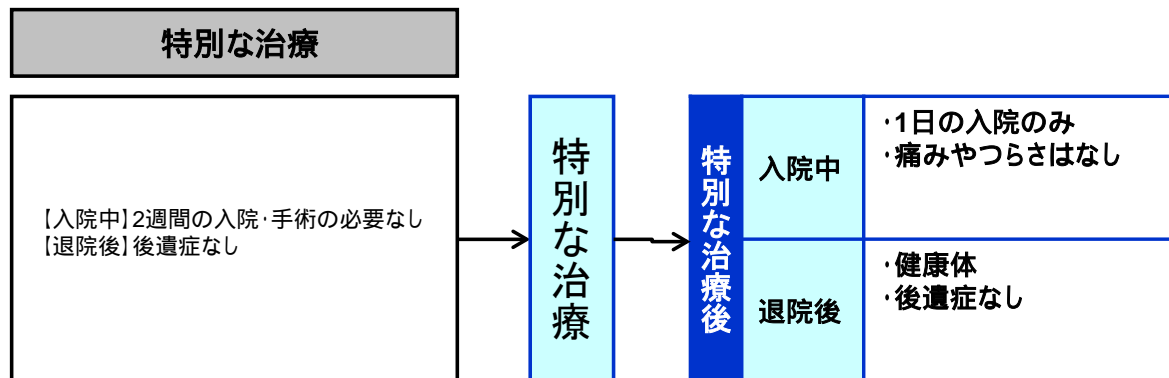 特別な治療
【入院中】2週間の入院・手術の必要なし
【退院後】後遺症なし
特別な治療
特別な治療後
入院中
・1日の入院のみ
・痛みやつらさはなし
退院後
・健康体
・後遺症なし